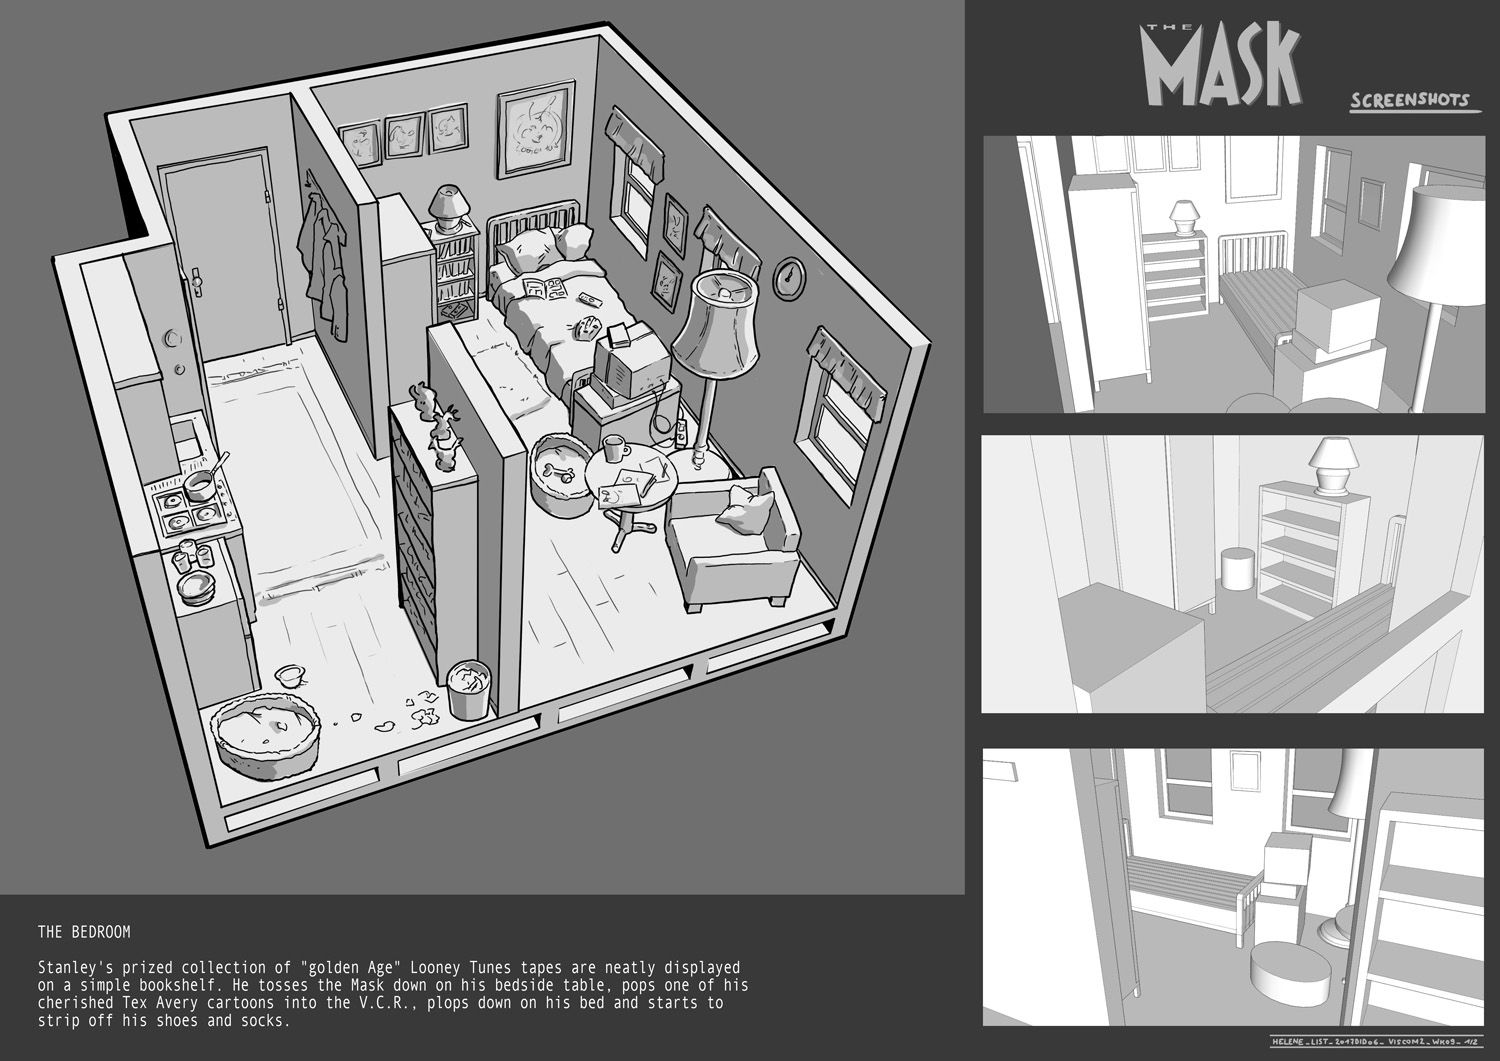 THE
MASK
SCREENSHOTS
THE BEDROOM
Stanley's prized collection of "golden Age" Looney Tunes tapes are neatly displayed
on a simple bookshelf. He tosses the Mask down on his bedside table, pops one of his
cherished Tex Avery cartoons into the V.C.R., plops down on his bed and starts to
strip off his shoes and socks.
HELENE_LIST_2017DID06_VISCOM2_WK09_1/2